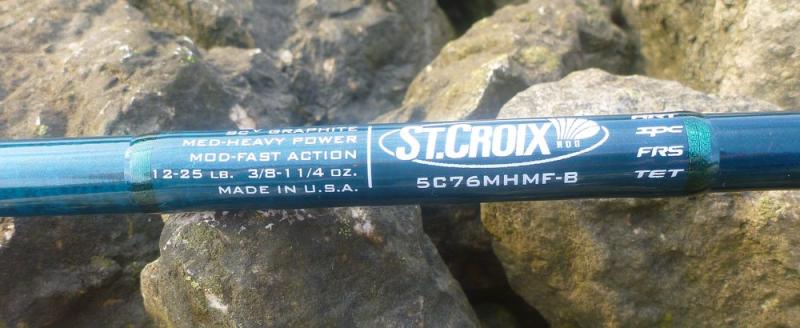 SCV GRAPHITE
MED-HEAVY POWER
MOD-FAST ACTION
12-25 LB. 3/8-1 1/4 OZ.
MADE IN U.S.A.
ST.CROIX
ROD
5C76MHMF-B
ART
IPC
FRS
TET